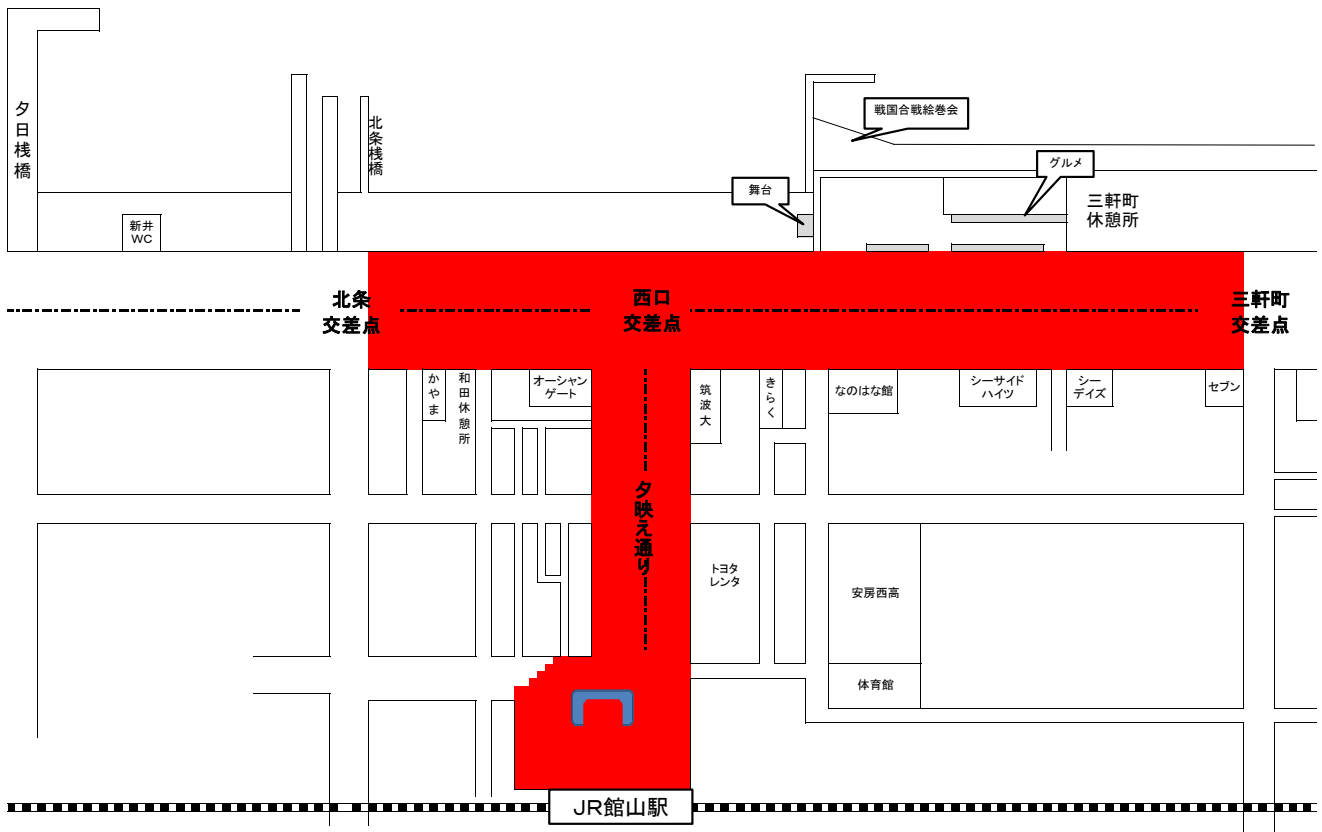 夕日桟橋
北条桟橋
戦国合戦絵巻会
グルメ
舞台
三軒町
休憩所
新井
WC
北条
交差点
西口
交差点
三軒町
交差点
かやま
和田休憩所
オーシャン
ゲート
筑波大
きらく
なのはな館
シーサイド
ハイツ
シー
デイズ
セブン
夕映え通り
トヨタ
レンタ
安房西高
体育館
JR館山駅